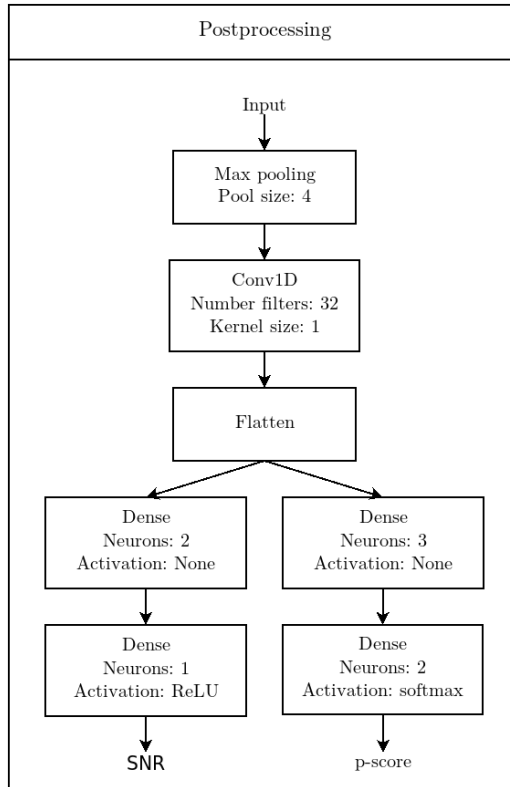 Postprocessing
Input
Max pooling
Pool size: 4
Conv1D
Number filters: 32
Kernel size: 1
Flatten
Dense
Neurons: 2
Activation: None
Dense
Neurons: 3
Activation: None
Dense
Neurons: 1
Activation: ReLU
Dense
Neurons: 2
Activation: softmax
SNR
p-score